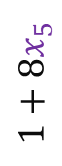 1 + 8x₅